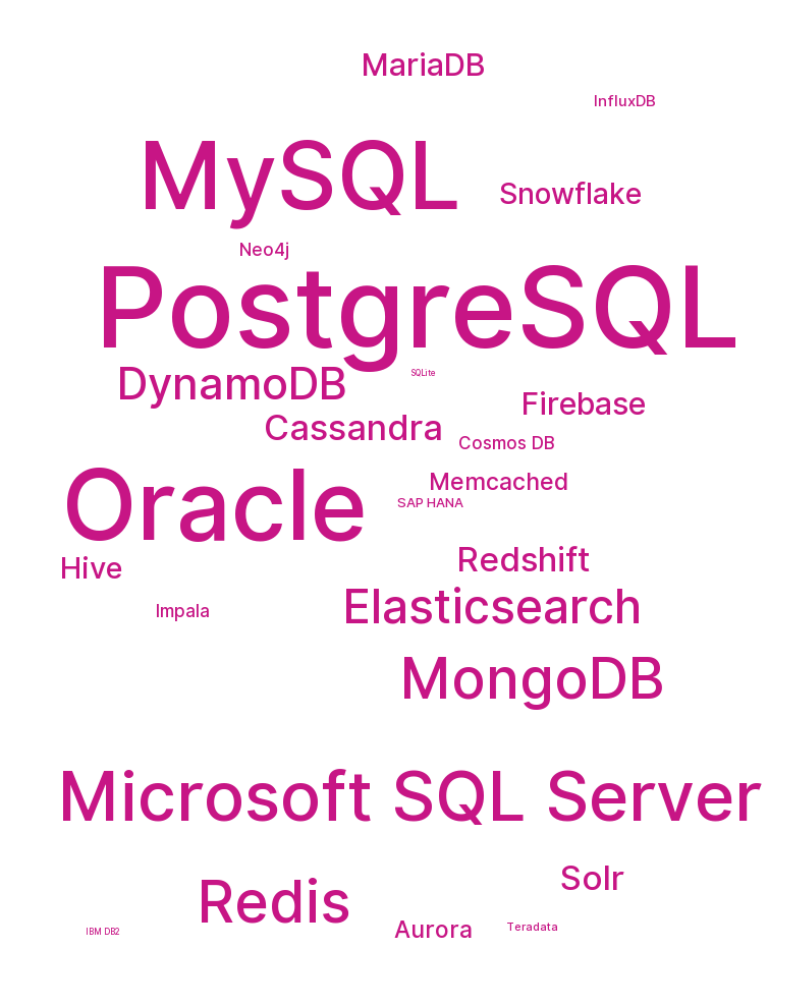 MariaDB
InfluxDB
MySQL
Snowflake
Neo4j
PostgreSQL
SQLite
DynamoDB
Firebase
Cassandra
Cosmos DB
Memcached
SAP HANA
Oracle
Redshift
Hive
Elasticsearch
Impala
MongoDB
Microsoft SQL Server
Solr
Redis
Teradata
Aurora
IBM DB2